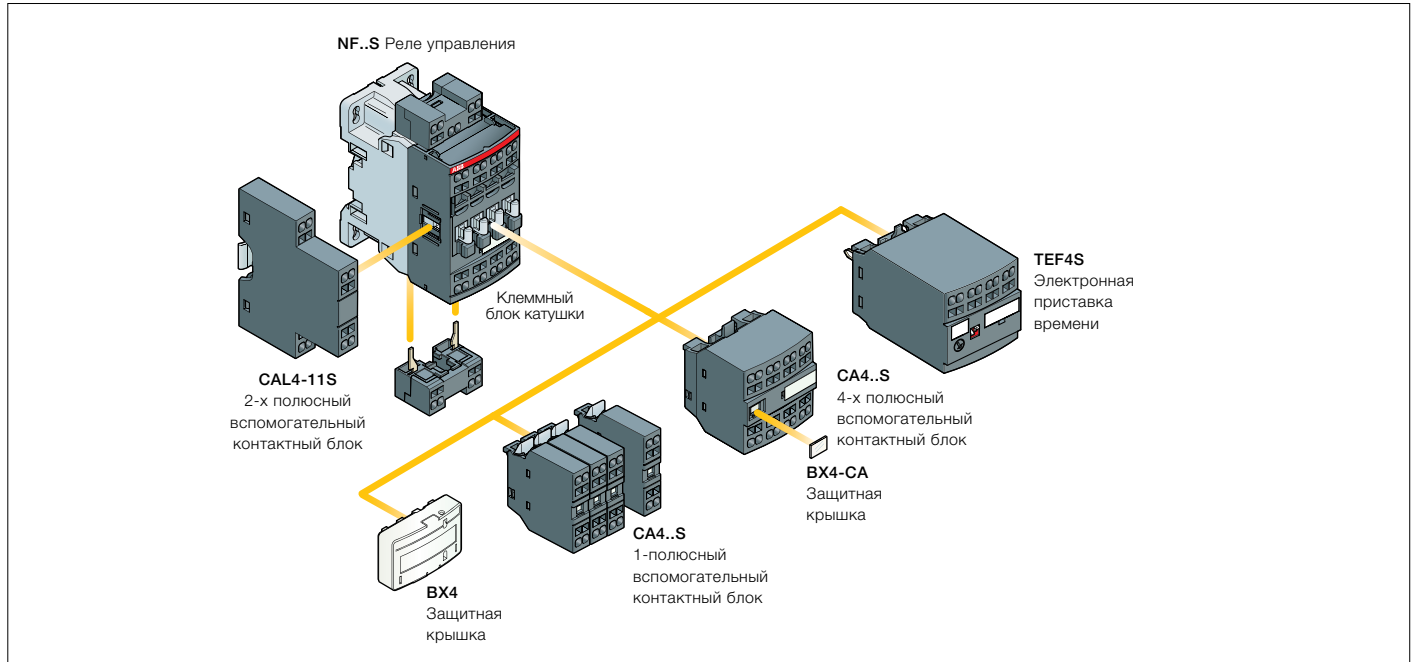 NF..S Реле управления
ABB
Клеммный
блок катушки
CAL4-11S
2-х полюсный
вспомогательный
контактный блок
TEF4S
Электронная
приставка
времени
CA4..S
4-х полюсный
вспомогательный
контактный блок
BX4-CA
Защитная
крышка
CA4..S
1-полюсный
вспомогательный
контактный блок
BX4
Защитная
крышка